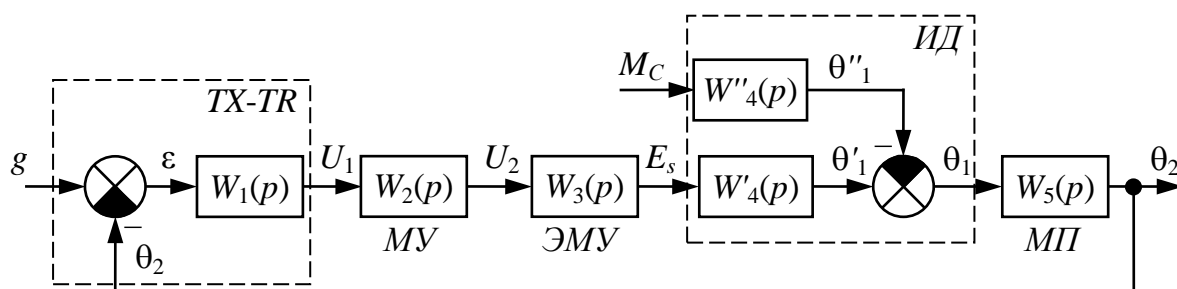 ИД
M_C
W''₄(p)
θ''₁
TX-TR
g
ε
W₁(p)
U₁
W₂(p)
U₂
W₃(p)
E_s
W'₄(p)
θ'₁
−
θ₁
W₅(p)
θ₂
−
θ₂
МУ
ЭМУ
МП